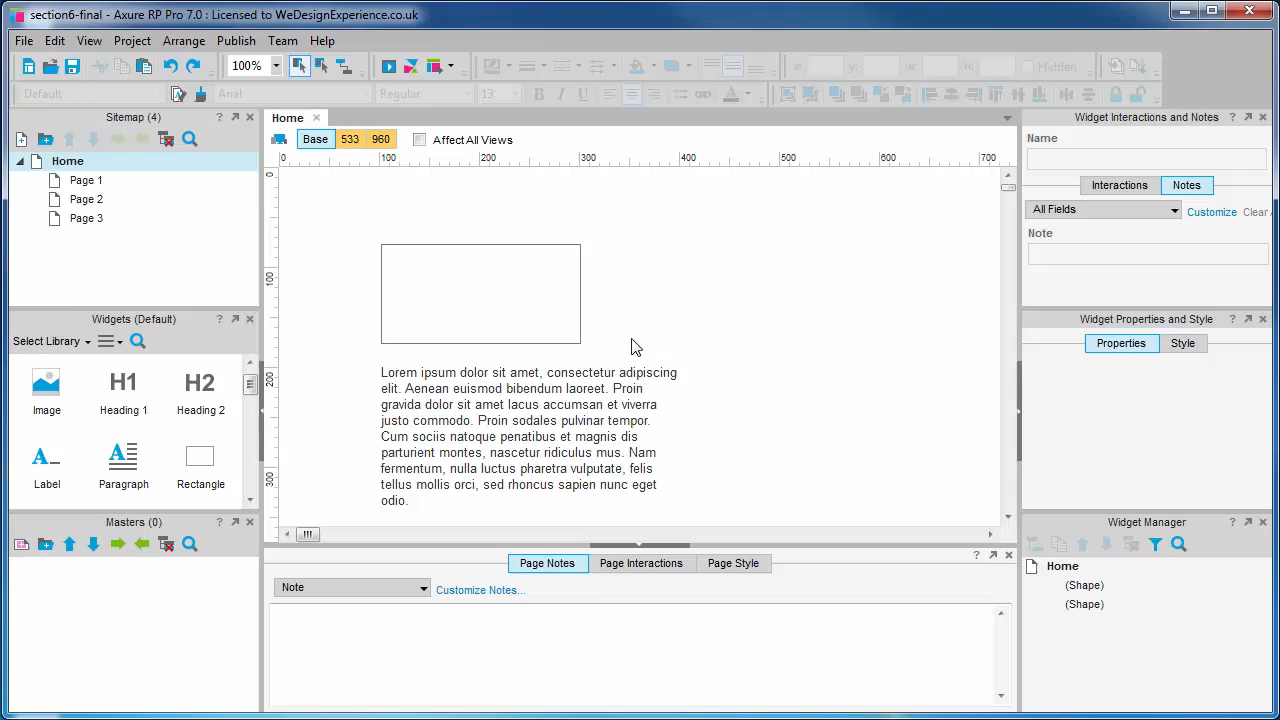 section6-final - Axure RP Pro 7.0 : Licensed to WeDesignExperience.co.uk
File Edit View Project Arrange Publish Team Help
100%
Hidden
Default Arial Regular 13
Sitemap (4)
Home
Page 1
Page 2
Page 3
Widgets (Default)
Select Library
Image
H1
Heading 1
H2
Heading 2
Label
Paragraph
Rectangle
Masters (0)
Home
Base 533 960 Affect All Views
0 100 200 300 400 500 600 700
0
100
200
300
Lorem ipsum dolor sit amet, consectetur adipiscing
elit. Aenean euismod bibendum laoreet. Proin
gravida dolor sit amet lacus accumsan et viverra
justo commodo. Proin sodales pulvinar tempor.
Cum sociis natoque penatibus et magnis dis
parturient montes, nascetur ridiculus mus. Nam
fermentum, nulla luctus pharetra vulputate, felis
tellus mollis orci, sed rhoncus sapien nunc eget
odio.
Page Notes Page Interactions Page Style
Note Customize Notes...
Widget Interactions and Notes
Name
Interactions Notes
All Fields Customize Clear
Note
Widget Properties and Style
Properties Style
Widget Manager
Home
(Shape)
(Shape)